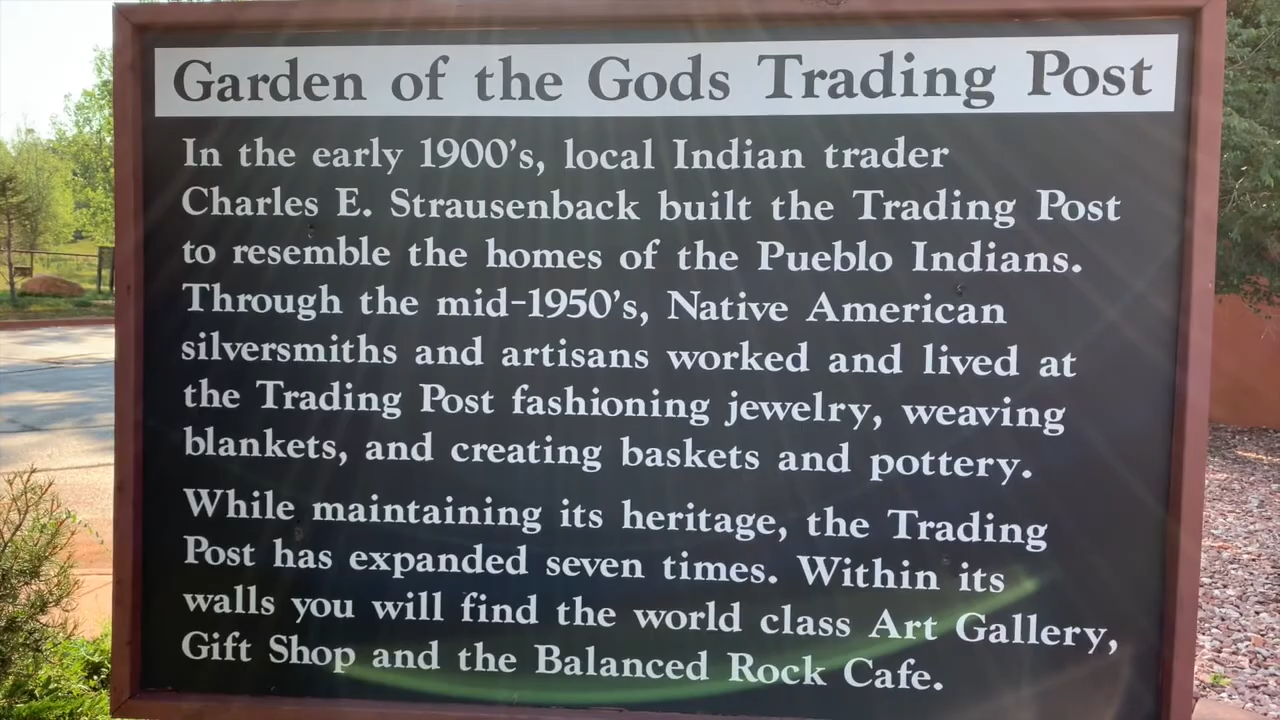 Garden of the Gods Trading Post
In the early 1900's, local Indian trader
Charles E. Strausenback built the Trading Post
to resemble the homes of the Pueblo Indians.
Through the mid-1950's, Native American
silversmiths and artisans worked and lived at
the Trading Post fashioning jewelry, weaving
blankets, and creating baskets and pottery.
While maintaining its heritage, the Trading
Post has expanded seven times. Within its
walls you will find the world class Art Gallery,
Gift Shop and the Balanced Rock Cafe.